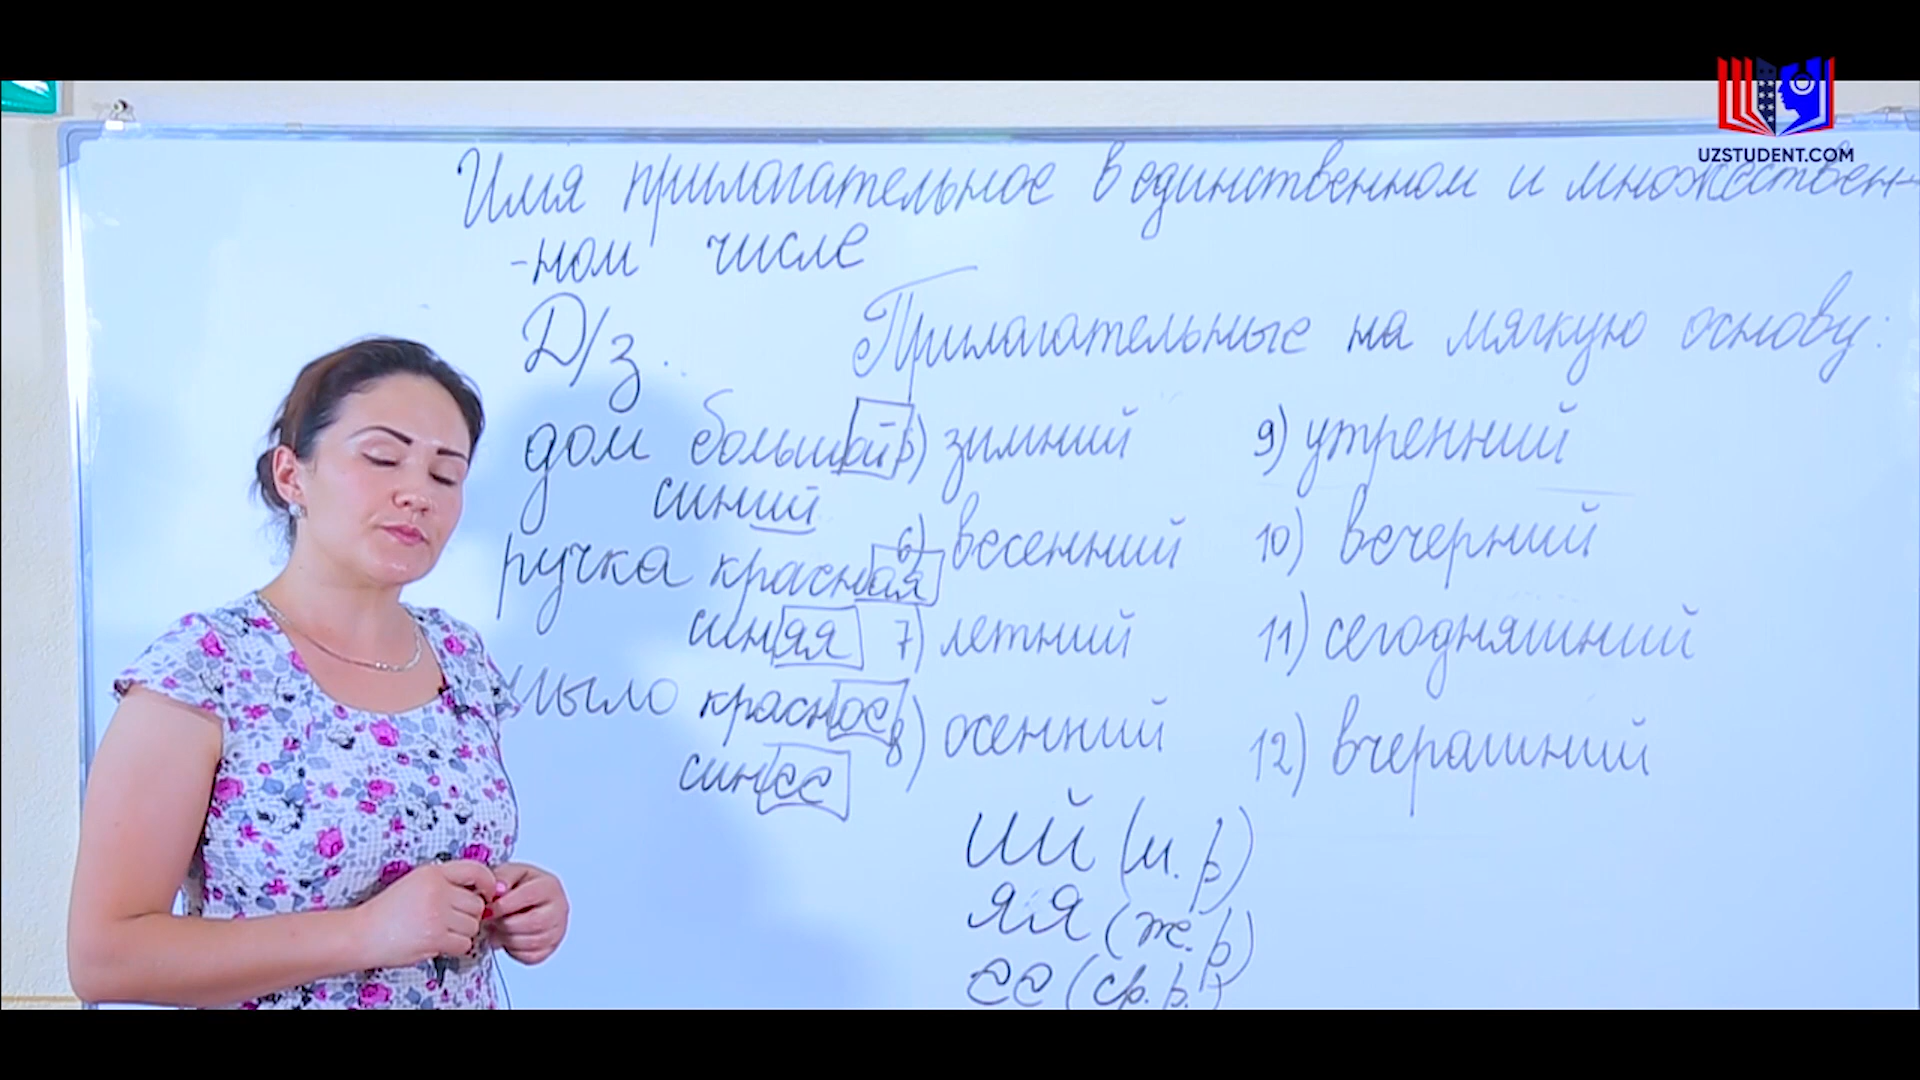 UZSTUDENT.COM
Имя прилагательное в единственном и множествен-
-ном числе
Д/з.
Прилагательные на мягкую основу:
дом большой
синий
ручка красная
синяя
мыло красное
синее
5) зимний
6) весенний
7) летний
8) осенний
9) утренний
10) вечерний
11) сегодняшний
12) вчерашний
ИЙ (м. р)
ЯЯ (ж. р)
ее (ср. р.)